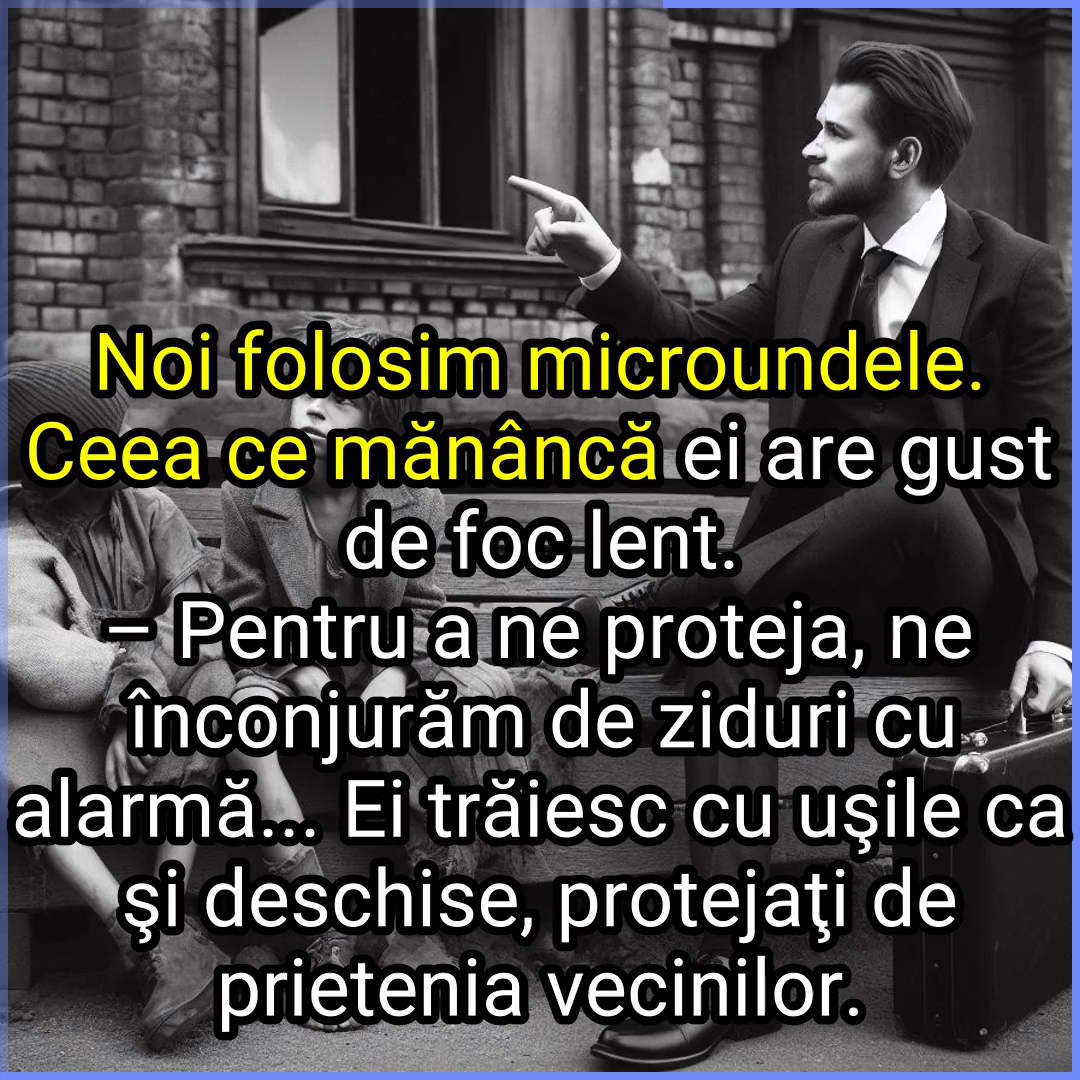 Noi folosim microundele.
Ceea ce mănâncă ei are gust
de foc lent.
– Pentru a ne proteja, ne
înconjurăm de ziduri cu
alarmă... Ei trăiesc cu uşile ca
şi deschise, protejaţi de
prietenia vecinilor.